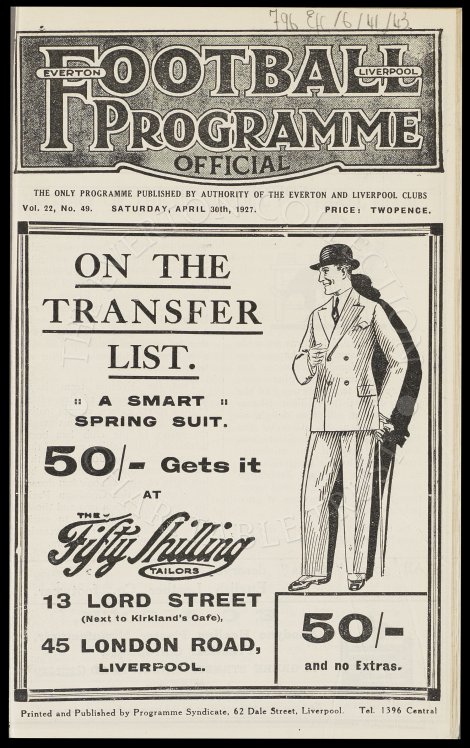 796 EFC/6/41/43
EVERTON LIVERPOOL
FOOTBALL
PROGRAMME
OFFICIAL
THE ONLY PROGRAMME PUBLISHED BY AUTHORITY OF THE EVERTON AND LIVERPOOL CLUBS
Vol. 22, No. 49. SATURDAY, APRIL 30th, 1927. PRICE: TWOPENCE.
ON THE
TRANSFER
LIST.
:: A SMART ::
SPRING SUIT.
50/- Gets it
AT
THE
Fifty Shilling
TAILORS
13 LORD STREET
(Next to Kirkland's Cafe),
45 LONDON ROAD,
LIVERPOOL.
50/-
and no Extras.
Printed and Published by Programme Syndicate, 62 Dale Street, Liverpool. Tel. 1396 Central